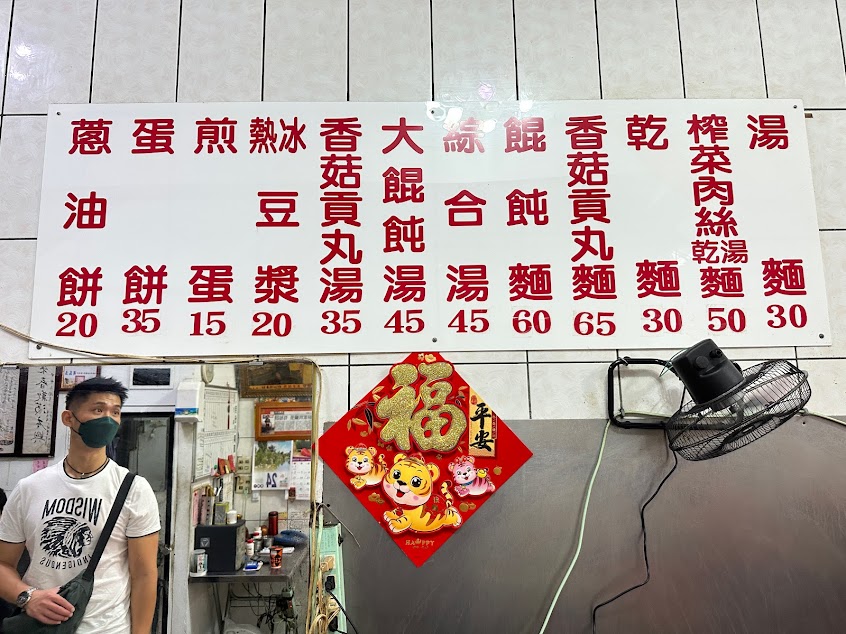 湯麵 30
榨菜肉絲乾湯麵 50
乾麵 30
香菇貢丸麵 65
餛飩麵 60
綜合湯 45
大餛飩湯 45
香菇貢丸湯 35
熱冰豆漿 20
煎蛋 15
蛋餅 35
蔥油餅 20
福
平安
HAPPY
WISDOM
INDIGENOUS
24